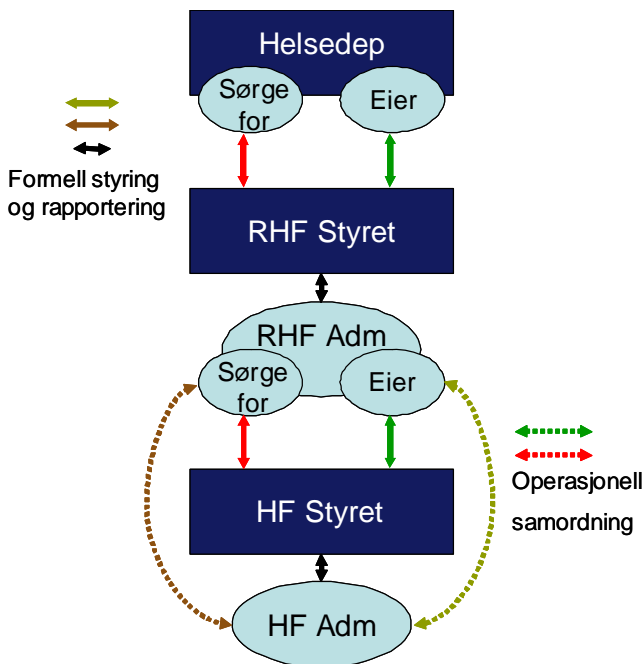 Helsedep
Sørge
for
Eier
Formell styring
og rapportering
RHF Styret
RHF Adm
Sørge
for
Eier
Operasjonell
samordning
HF Styret
HF Adm